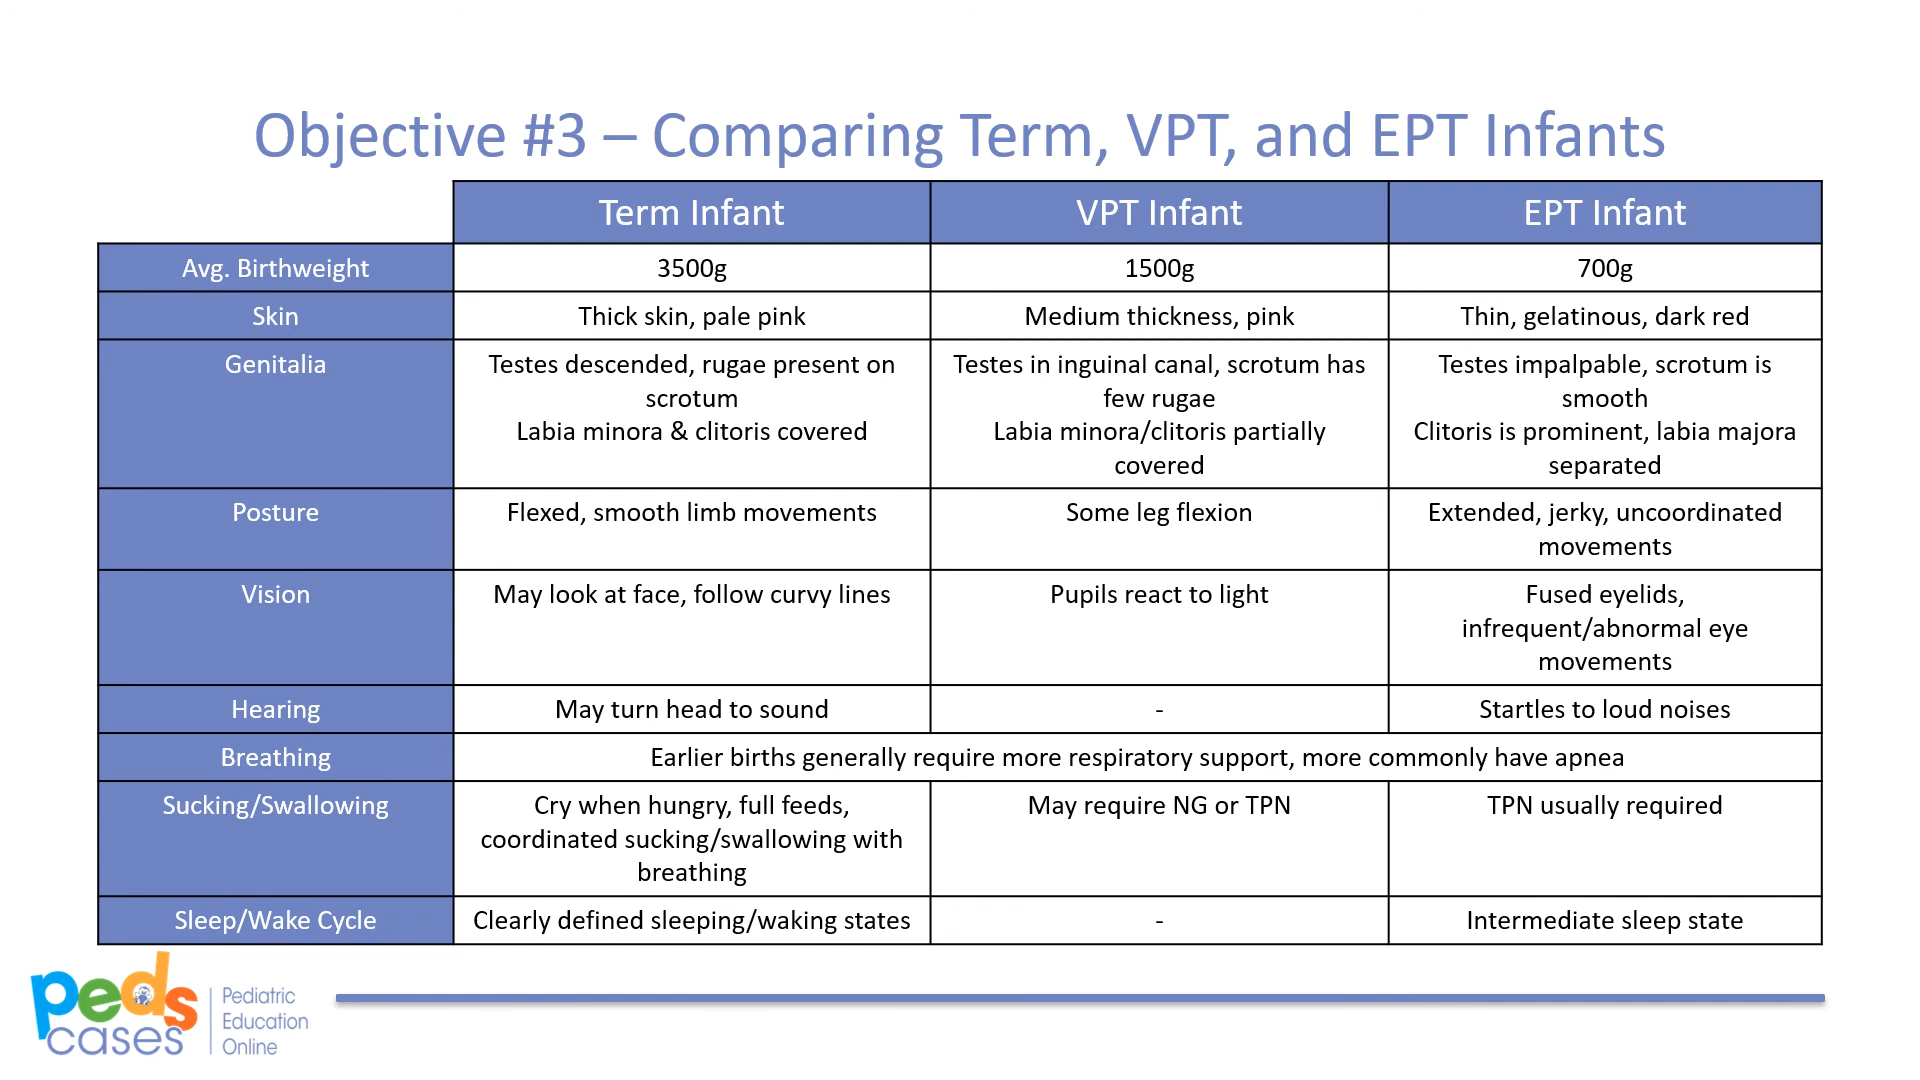 Objective #3 – Comparing Term, VPT, and EPT Infants
Term Infant
VPT Infant
EPT Infant
Avg. Birthweight
3500g
1500g
700g
Skin
Thick skin, pale pink
Medium thickness, pink
Thin, gelatinous, dark red
Genitalia
Testes descended, rugae present on
scrotum
Labia minora & clitoris covered
Testes in inguinal canal, scrotum has
few rugae
Labia minora/clitoris partially
covered
Testes impalpable, scrotum is
smooth
Clitoris is prominent, labia majora
separated
Posture
Flexed, smooth limb movements
Some leg flexion
Extended, jerky, uncoordinated
movements
Vision
May look at face, follow curvy lines
Pupils react to light
Fused eyelids,
infrequent/abnormal eye
movements
Hearing
May turn head to sound
-
Startles to loud noises
Breathing
Earlier births generally require more respiratory support, more commonly have apnea
Sucking/Swallowing
Cry when hungry, full feeds,
coordinated sucking/swallowing with
breathing
May require NG or TPN
TPN usually required
Sleep/Wake Cycle
Clearly defined sleeping/waking states
-
Intermediate sleep state
peds
cases
Pediatric
Education
Online